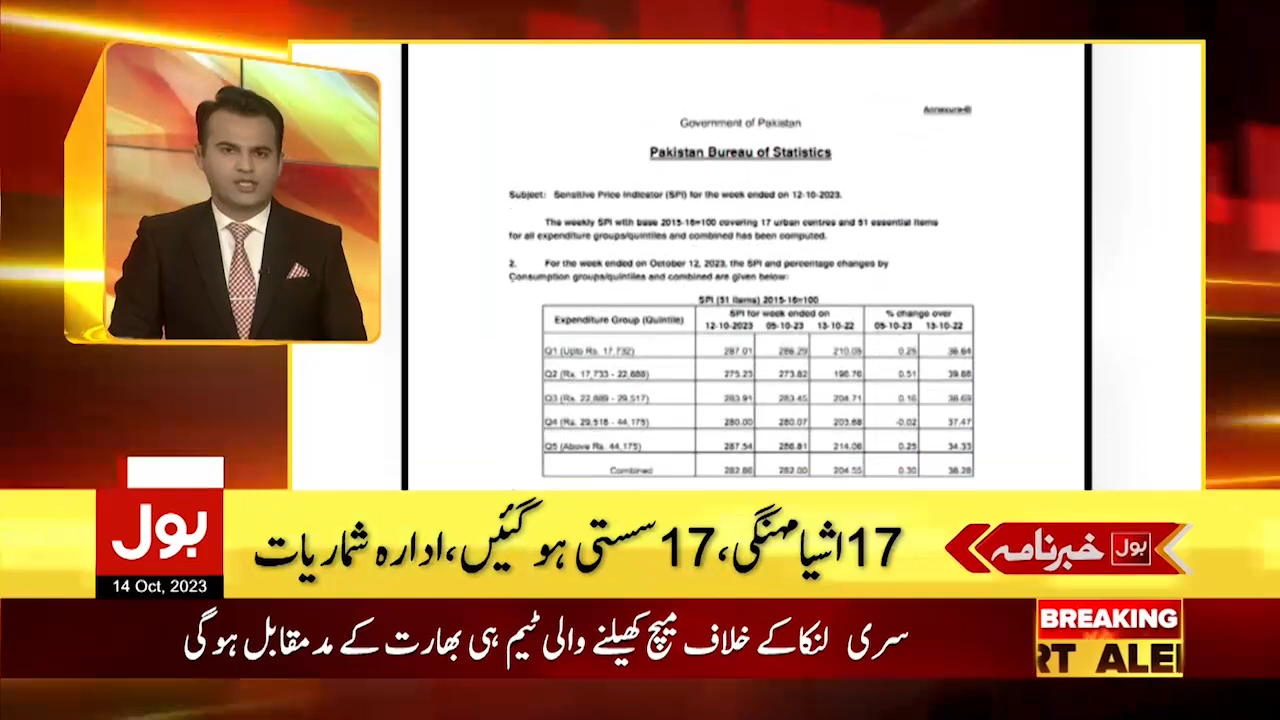 Annexure-B
Government of Pakistan
Pakistan Bureau of Statistics
Subject: Sensitive Price Indicator (SPI) for the week ended on 12-10-2023.
The weekly SPI with base 2015-16=100 covering 17 urban centres and 51 essential items
for all expenditure groups/quintiles and combined has been computed.
2. For the week ended on October 12, 2023, the SPI and percentage changes by
Consumption groups/quintiles and combined are given below:
SPI (51 Items) 2015-16=100
Expenditure Group (Quintile) SPI for week ended on % change over
12-10-2023 05-10-23 13-10-22 05-10-23 13-10-22
Q1 (Upto Rs. 17,732) 287.01 286.29 210.05 0.25 36.64
Q2 (Rs. 17,733 - 22,888) 275.23 273.82 196.76 0.51 39.88
Q3 (Rs. 22,889 - 29,517) 283.91 283.45 204.71 0.16 38.69
Q4 (Rs. 29,518 - 44,175) 280.00 280.07 203.68 -0.02 37.47
Q5 (Above Rs. 44,175) 287.54 286.81 214.06 0.25 34.33
Combined 282.86 282.00 204.55 0.30 38.28
بول
14 Oct, 2023
17 اشیا مہنگی، 17 سستی ہو گئیں، ادارہ شماریات
بول خبرنامہ
سری لنکا کے خلاف میچ کھیلنے والی ٹیم ہی بھارت کے مد مقابل ہوگی
BREAKING
RT ALE